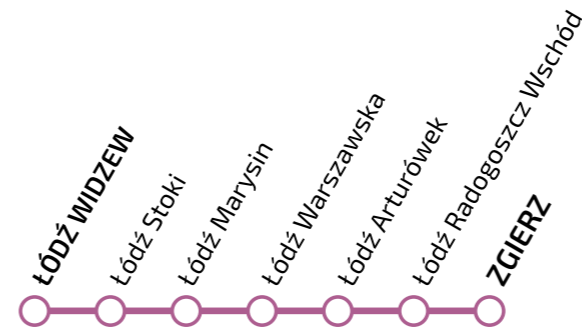 ŁÓDŹ WIDZEW
Łódź Stoki
Łódź Marysin
Łódź Warszawska
Łódź Arturówek
Łódź Radogoszcz Wschód
ZGIERZ